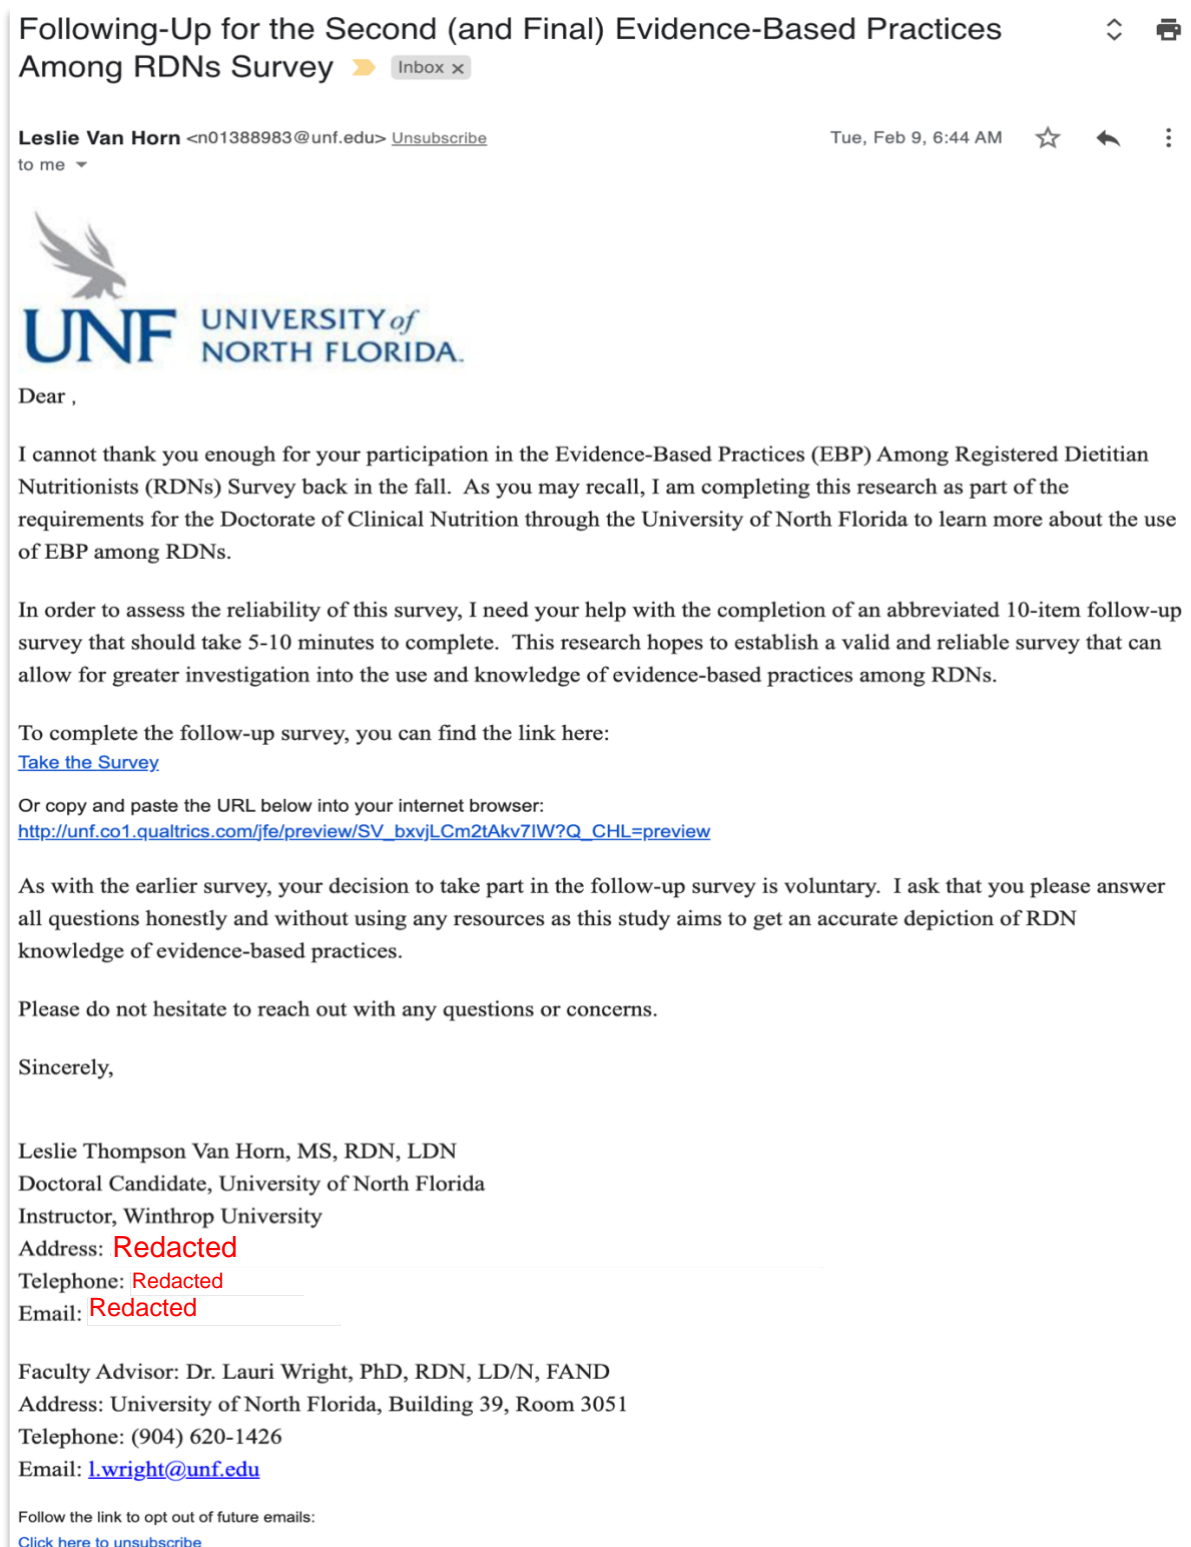 Following-Up for the Second (and Final) Evidence-Based Practices
Among RDNs Survey Inbox x
Leslie Van Horn <n01388983@unf.edu> Unsubscribe Tue, Feb 9, 6:44 AM
to me
UNF UNIVERSITY of
NORTH FLORIDA.
Dear ,
I cannot thank you enough for your participation in the Evidence-Based Practices (EBP) Among Registered Dietitian
Nutritionists (RDNs) Survey back in the fall.  As you may recall, I am completing this research as part of the
requirements for the Doctorate of Clinical Nutrition through the University of North Florida to learn more about the use
of EBP among RDNs.
In order to assess the reliability of this survey, I need your help with the completion of an abbreviated 10-item follow-up
survey that should take 5-10 minutes to complete.  This research hopes to establish a valid and reliable survey that can
allow for greater investigation into the use and knowledge of evidence-based practices among RDNs.
To complete the follow-up survey, you can find the link here:
Take the Survey
Or copy and paste the URL below into your internet browser:
http://unf.co1.qualtrics.com/jfe/preview/SV_bxvjLCm2tAkv7IW?Q_CHL=preview
As with the earlier survey, your decision to take part in the follow-up survey is voluntary.  I ask that you please answer
all questions honestly and without using any resources as this study aims to get an accurate depiction of RDN
knowledge of evidence-based practices.
Please do not hesitate to reach out with any questions or concerns.
Sincerely,
Leslie Thompson Van Horn, MS, RDN, LDN
Doctoral Candidate, University of North Florida
Instructor, Winthrop University
Address: Redacted
Telephone: Redacted
Email: Redacted
Faculty Advisor: Dr. Lauri Wright, PhD, RDN, LD/N, FAND
Address: University of North Florida, Building 39, Room 3051
Telephone: (904) 620-1426
Email: l.wright@unf.edu
Follow the link to opt out of future emails:
Click here to unsubscribe